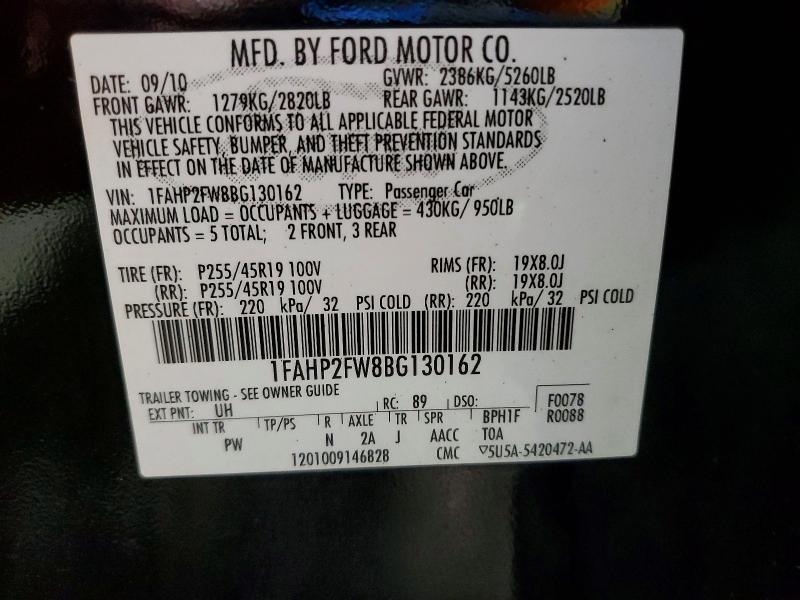 MFD. BY FORD MOTOR CO.
DATE: 09/10 GVWR: 2386KG/5260LB
FRONT GAWR: 1279KG/2820LB REAR GAWR: 1143KG/2520LB
THIS VEHICLE CONFORMS TO ALL APPLICABLE FEDERAL MOTOR
VEHICLE SAFETY, BUMPER, AND THEFT PREVENTION STANDARDS
IN EFFECT ON THE DATE OF MANUFACTURE SHOWN ABOVE.
VIN: 1FAHP2FW8BG130162 TYPE: Passenger Car
MAXIMUM LOAD = OCCUPANTS + LUGGAGE = 430KG/ 950LB
OCCUPANTS = 5 TOTAL; 2 FRONT, 3 REAR
TIRE (FR): P255/45R19 100V RIMS (FR): 19X8.0J
(RR): P255/45R19 100V (RR): 19X8.0J
PRESSURE (FR): 220 kPa/ 32 PSI COLD (RR): 220 kPa/ 32 PSI COLD
1FAHP2FW8BG130162
TRAILER TOWING - SEE OWNER GUIDE
EXT PNT: UH RC: 89 DSO: F0078
INT TR TP/PS R AXLE TR SPR BPH1F R0088
PW N 2A J AACC TOA
1201009146828 CMC ▽5U5A-5420472-AA